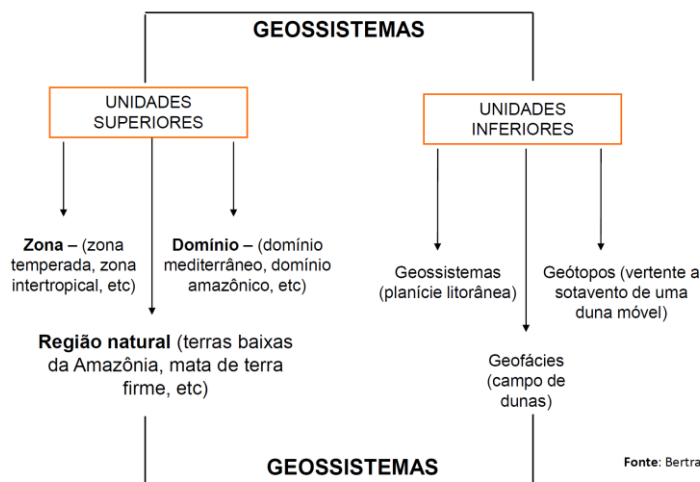 GEOSSISTEMAS
UNIDADES
SUPERIORES
UNIDADES
INFERIORES
Zona – (zona
temperada, zona
intertropical, etc)
Domínio – (domínio
mediterrâneo, domínio
amazônico, etc)
Região natural (terras baixas
da Amazônia, mata de terra
firme, etc)
Geossistemas
(planície litorânea)
Geótopos (vertente a
sotavento de uma
duna móvel)
Geofácies
(campo de
dunas)
GEOSSISTEMAS
Fonte: Bertra